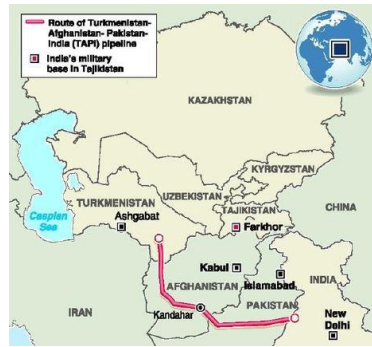 Route of Turkmenistan-
Afghanistan- Pakistan-
India (TAPI) pipeline
India's military
base in Tajikistan
KAZAKHSTAN
KYRGYZSTAN
UZBEKISTAN
TURKMENISTAN
TAJIKISTAN
CHINA
Caspian
Sea
Ashgabat
Farkhor
Kabul
Islamabad
INDIA
AFGHANISTAN
PAKISTAN
IRAN
Kandahar
New
Delhi